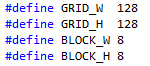 #define GRID_W  128
#define GRID_H  128
#define BLOCK_W 8
#define BLOCK_H 8